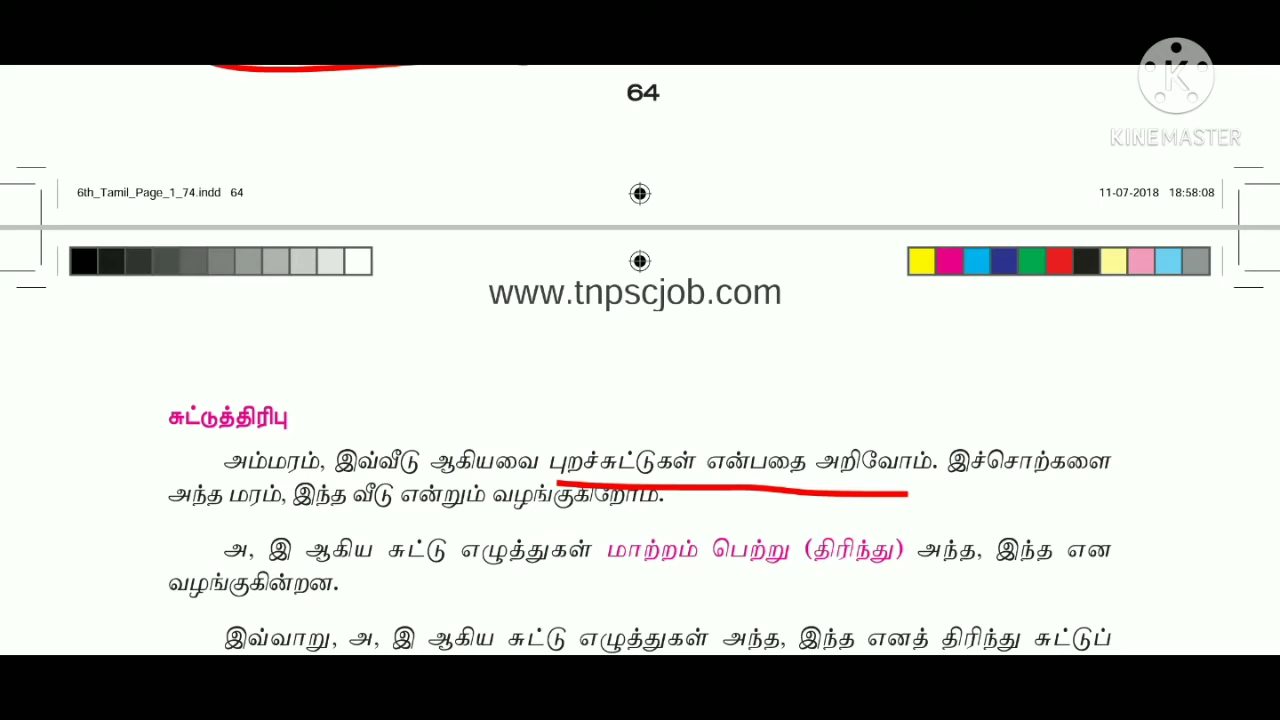 64
KINEMASTER
6th_Tamil_Page_1_74.indd 64
11-07-2018 18:58:08
www.tnpscjob.com
சுட்டுத்திரிபு
அம்மரம், இவ்வீடு ஆகியவை புறச்சுட்டுகள் என்பதை அறிவோம். இச்சொற்களை
அந்த மரம், இந்த வீடு என்றும் வழங்குகிறோம்.
அ, இ ஆகிய சுட்டு எழுத்துகள் மாற்றம் பெற்று (திரிந்து) அந்த, இந்த என
வழங்குகின்றன.
இவ்வாறு, அ, இ ஆகிய சுட்டு எழுத்துகள் அந்த, இந்த எனத் திரிந்து சுட்டுப்